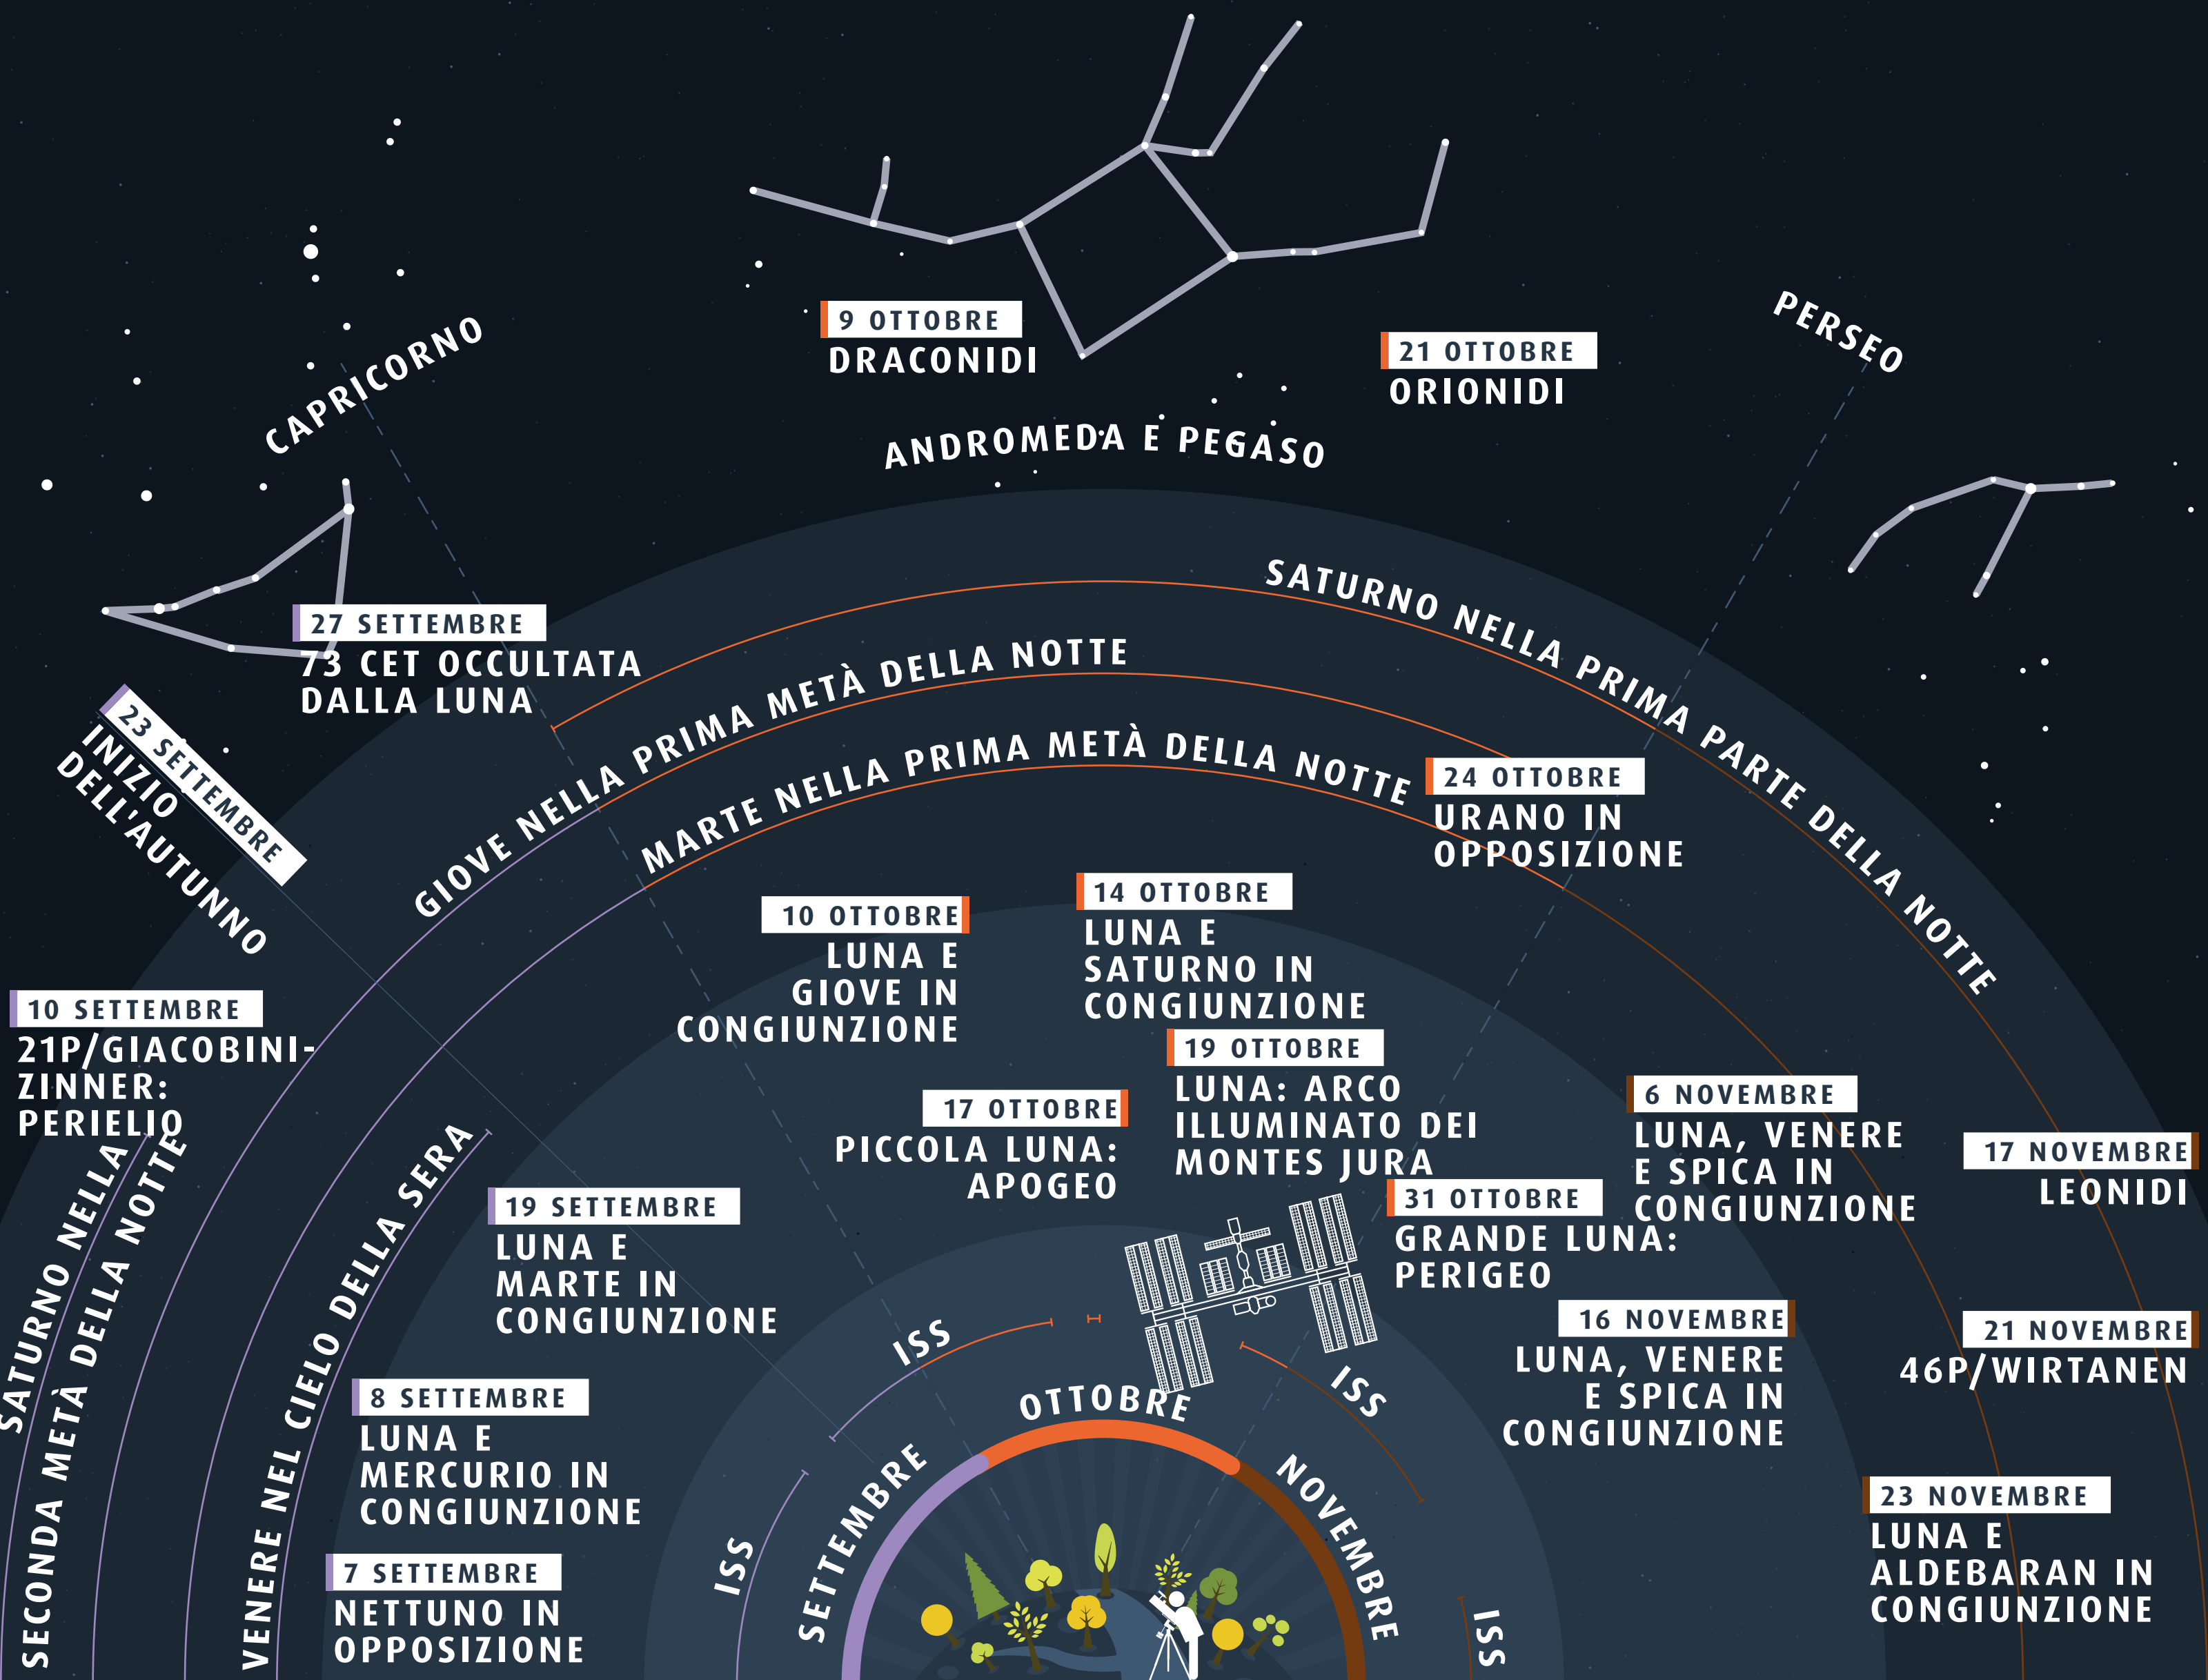 CAPRICORNO
9 OTTOBRE
DRACONIDI
21 OTTOBRE
ORIONIDI
PERSEO
ANDROMEDA E PEGASO
27 SETTEMBRE
73 CET OCCULTATA
DALLA LUNA
23 SETTEMBRE
INIZIO
DELL'AUTUNNO
SATURNO NELLA PRIMA PARTE DELLA NOTTE
GIOVE NELLA PRIMA METÀ DELLA NOTTE
MARTE NELLA PRIMA METÀ DELLA NOTTE
24 OTTOBRE
URANO IN
OPPOSIZIONE
10 OTTOBRE
LUNA E
GIOVE IN
CONGIUNZIONE
14 OTTOBRE
LUNA E
SATURNO IN
CONGIUNZIONE
10 SETTEMBRE
21P/GIACOBINI-
ZINNER:
PERIELIO
SATURNO NELLA
SECONDA METÀ DELLA NOTTE
VENERE NEL CIELO DELLA SERA
17 OTTOBRE
PICCOLA LUNA:
APOGEO
19 OTTOBRE
LUNA: ARCO
ILLUMINATO DEI
MONTES JURA
31 OTTOBRE
GRANDE LUNA:
PERIGEO
6 NOVEMBRE
LUNA, VENERE
E SPICA IN
CONGIUNZIONE
17 NOVEMBRE
LEONIDI
19 SETTEMBRE
LUNA E
MARTE IN
CONGIUNZIONE
16 NOVEMBRE
LUNA, VENERE
E SPICA IN
CONGIUNZIONE
21 NOVEMBRE
46P/WIRTANEN
8 SETTEMBRE
LUNA E
MERCURIO IN
CONGIUNZIONE
7 SETTEMBRE
NETTUNO IN
OPPOSIZIONE
23 NOVEMBRE
LUNA E
ALDEBARAN IN
CONGIUNZIONE
ISS
ISS
ISS
ISS
SETTEMBRE
OTTOBRE
NOVEMBRE